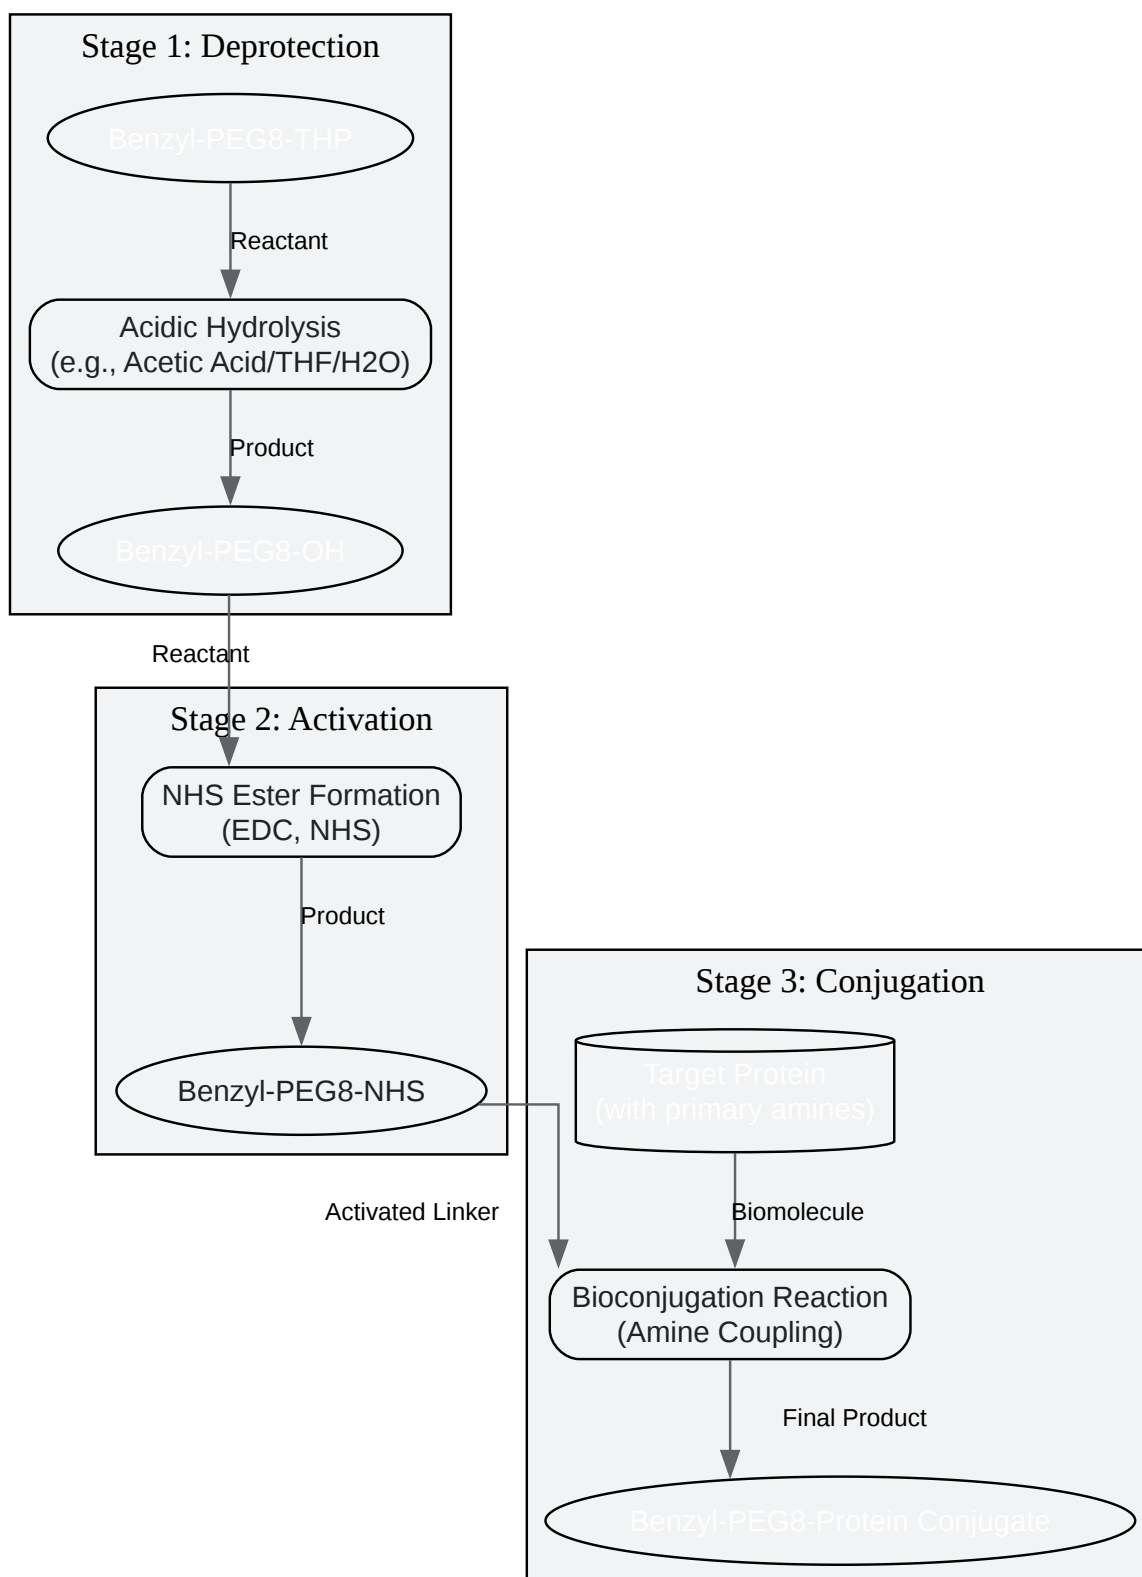 Stage 1: Deprotection
Benzyl-PEG8-THP
Reactant
Acidic Hydrolysis
(e.g., Acetic Acid/THF/H2O)
Product
Benzyl-PEG8-OH
Reactant
Stage 2: Activation
NHS Ester Formation
(EDC, NHS)
Product
Benzyl-PEG8-NHS
Activated Linker
Stage 3: Conjugation
Target Protein
(with primary amines)
Biomolecule
Bioconjugation Reaction
(Amine Coupling)
Final Product
Benzyl-PEG8-Protein Conjugate